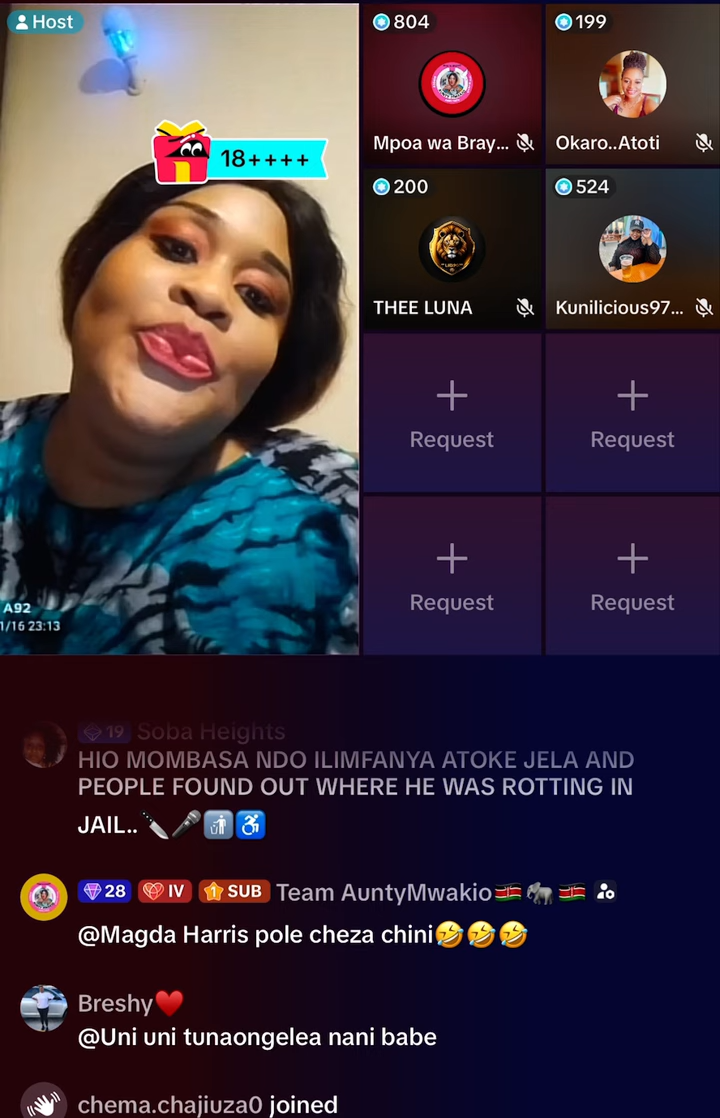 Host
18++++
A92
1/16 23:13
804
Mpoa wa Bray...
199
Okaro..Atoti
200
THEE LUNA
524
Kunilicious97...
Request
Request
Request
Request
19 Soba Heights
HIO MOMBASA NDO ILIMFANYA ATOKE JELA AND
PEOPLE FOUND OUT WHERE HE WAS ROTTING IN
JAIL..🔪🎤🚮♿
28 IV 1 SUB Team AuntyMwakio🇰🇪🐘🇰🇪
@Magda Harris pole cheza chini🤣🤣🤣
Breshy❤️
@Uni uni tunaongelea nani babe
chema.chajiuza0 joined